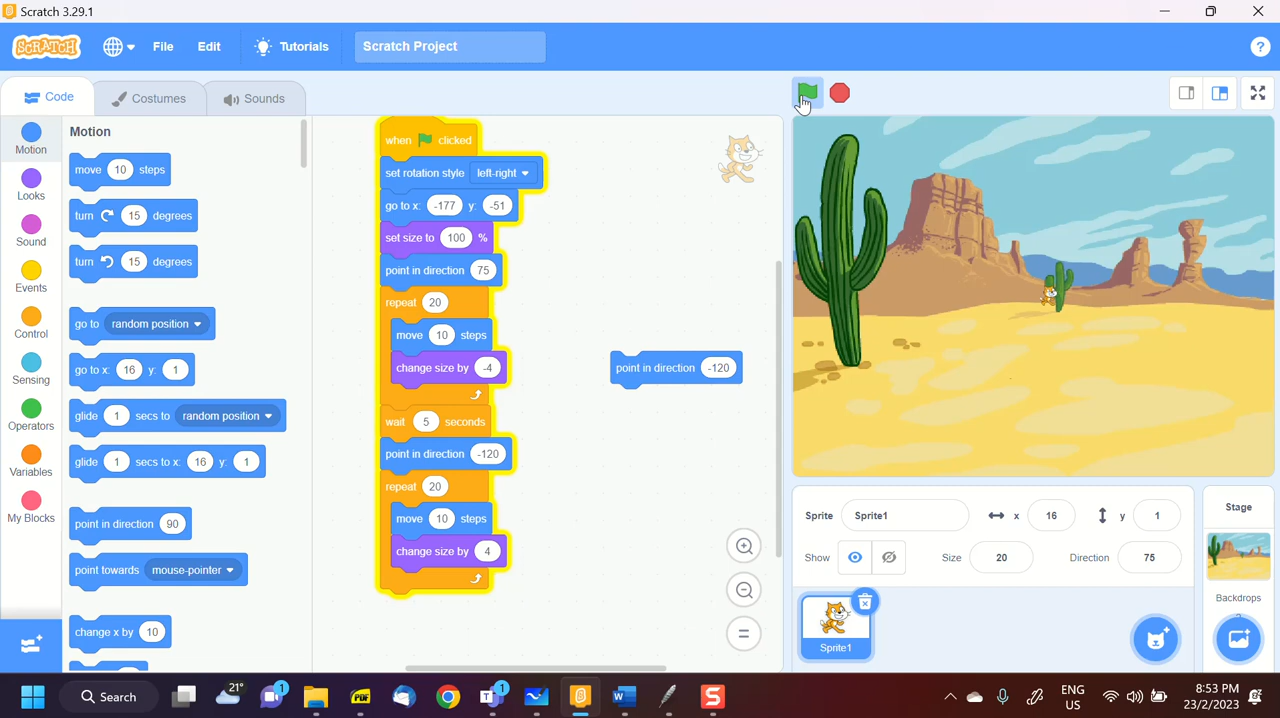 Scratch 3.29.1
SCRATCH File Edit Tutorials Scratch Project ?
Code Costumes Sounds
Motion
Looks
Sound
Events
Control
Sensing
Operators
Variables
My Blocks
Motion
move 10 steps
turn 15 degrees
turn 15 degrees
go to random position
go to x: 16 y: 1
glide 1 secs to random position
glide 1 secs to x: 16 y: 1
point in direction 90
point towards mouse-pointer
change x by 10
when clicked
set rotation style left-right
go to x: -177 y: -51
set size to 100 %
point in direction 75
repeat 20
move 10 steps
change size by -4
wait 5 seconds
point in direction -120
repeat 20
move 10 steps
change size by 4
point in direction -120
Sprite Sprite1 x 16 y 1
Show Size 20 Direction 75
Sprite1
Stage
Backdrops
Search
21°
1
PDF
1
W
S
ENG
US
8:53 PM
23/2/2023